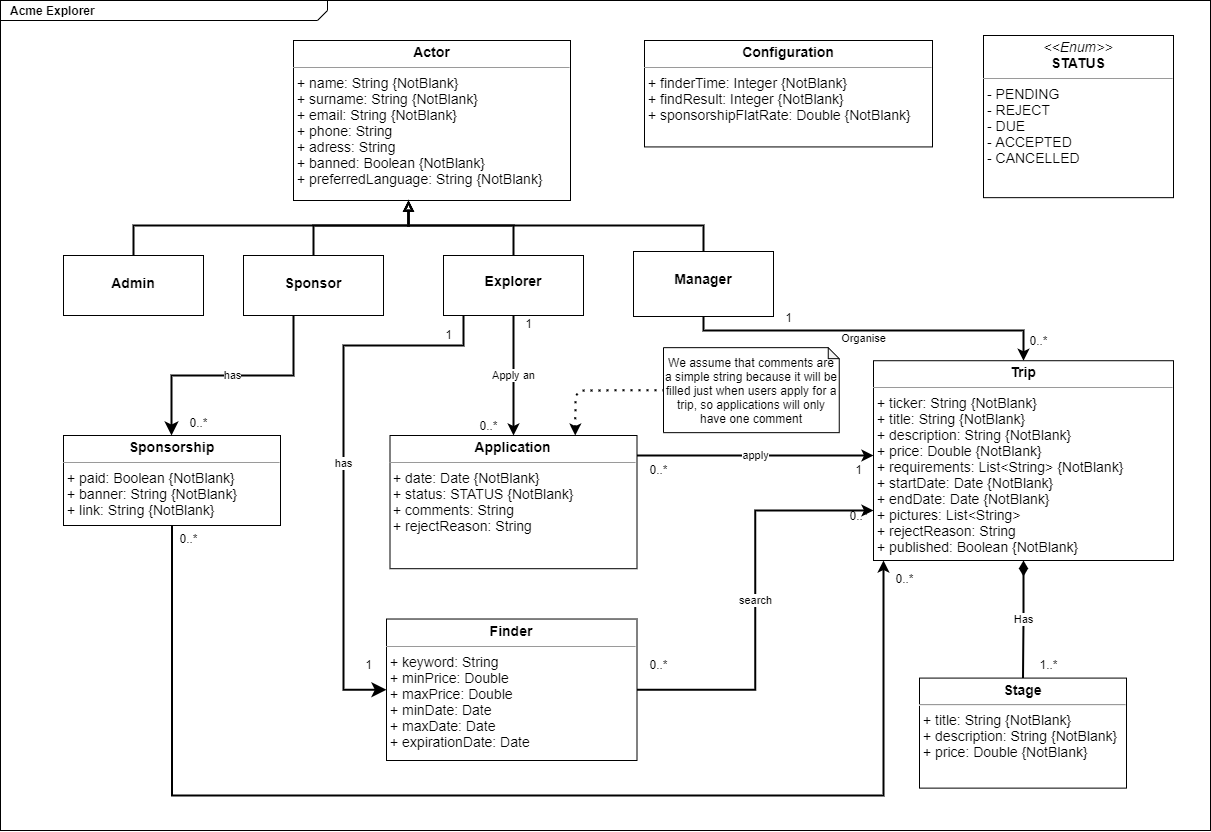 Acme Explorer
Actor
+ name: String {NotBlank}
+ surname: String {NotBlank}
+ email: String {NotBlank}
+ phone: String
+ adress: String
+ banned: Boolean {NotBlank}
+ preferredLanguage: String {NotBlank}
Configuration
+ finderTime: Integer {NotBlank}
+ findResult: Integer {NotBlank}
+ sponsorshipFlatRate: Double {NotBlank}
<<Enum>>
STATUS
- PENDING
- REJECT
- DUE
- ACCEPTED
- CANCELLED
Admin
Sponsor
Explorer
Manager
1
1
1
Organise
0..*
has
Apply an
0..*
0..*
We assume that comments are
a simple string because it will be
filled just when users apply for a
trip, so applications will only
have one comment
Trip
+ ticker: String {NotBlank}
+ title: String {NotBlank}
+ description: String {NotBlank}
+ price: Double {NotBlank}
+ requirements: List<String> {NotBlank}
+ startDate: Date {NotBlank}
+ endDate: Date {NotBlank}
+ pictures: List<String>
+ rejectReason: String
+ published: Boolean {NotBlank}
Sponsorship
+ paid: Boolean {NotBlank}
+ banner: String {NotBlank}
+ link: String {NotBlank}
0..*
has
Application
+ date: Date {NotBlank}
+ status: STATUS {NotBlank}
+ comments: String
+ rejectReason: String
apply
0..*
1
0..
search
0..*
Has
1..*
Finder
+ keyword: String
+ minPrice: Double
+ maxPrice: Double
+ minDate: Date
+ maxDate: Date
+ expirationDate: Date
1
0..*
Stage
+ title: String {NotBlank}
+ description: String {NotBlank}
+ price: Double {NotBlank}